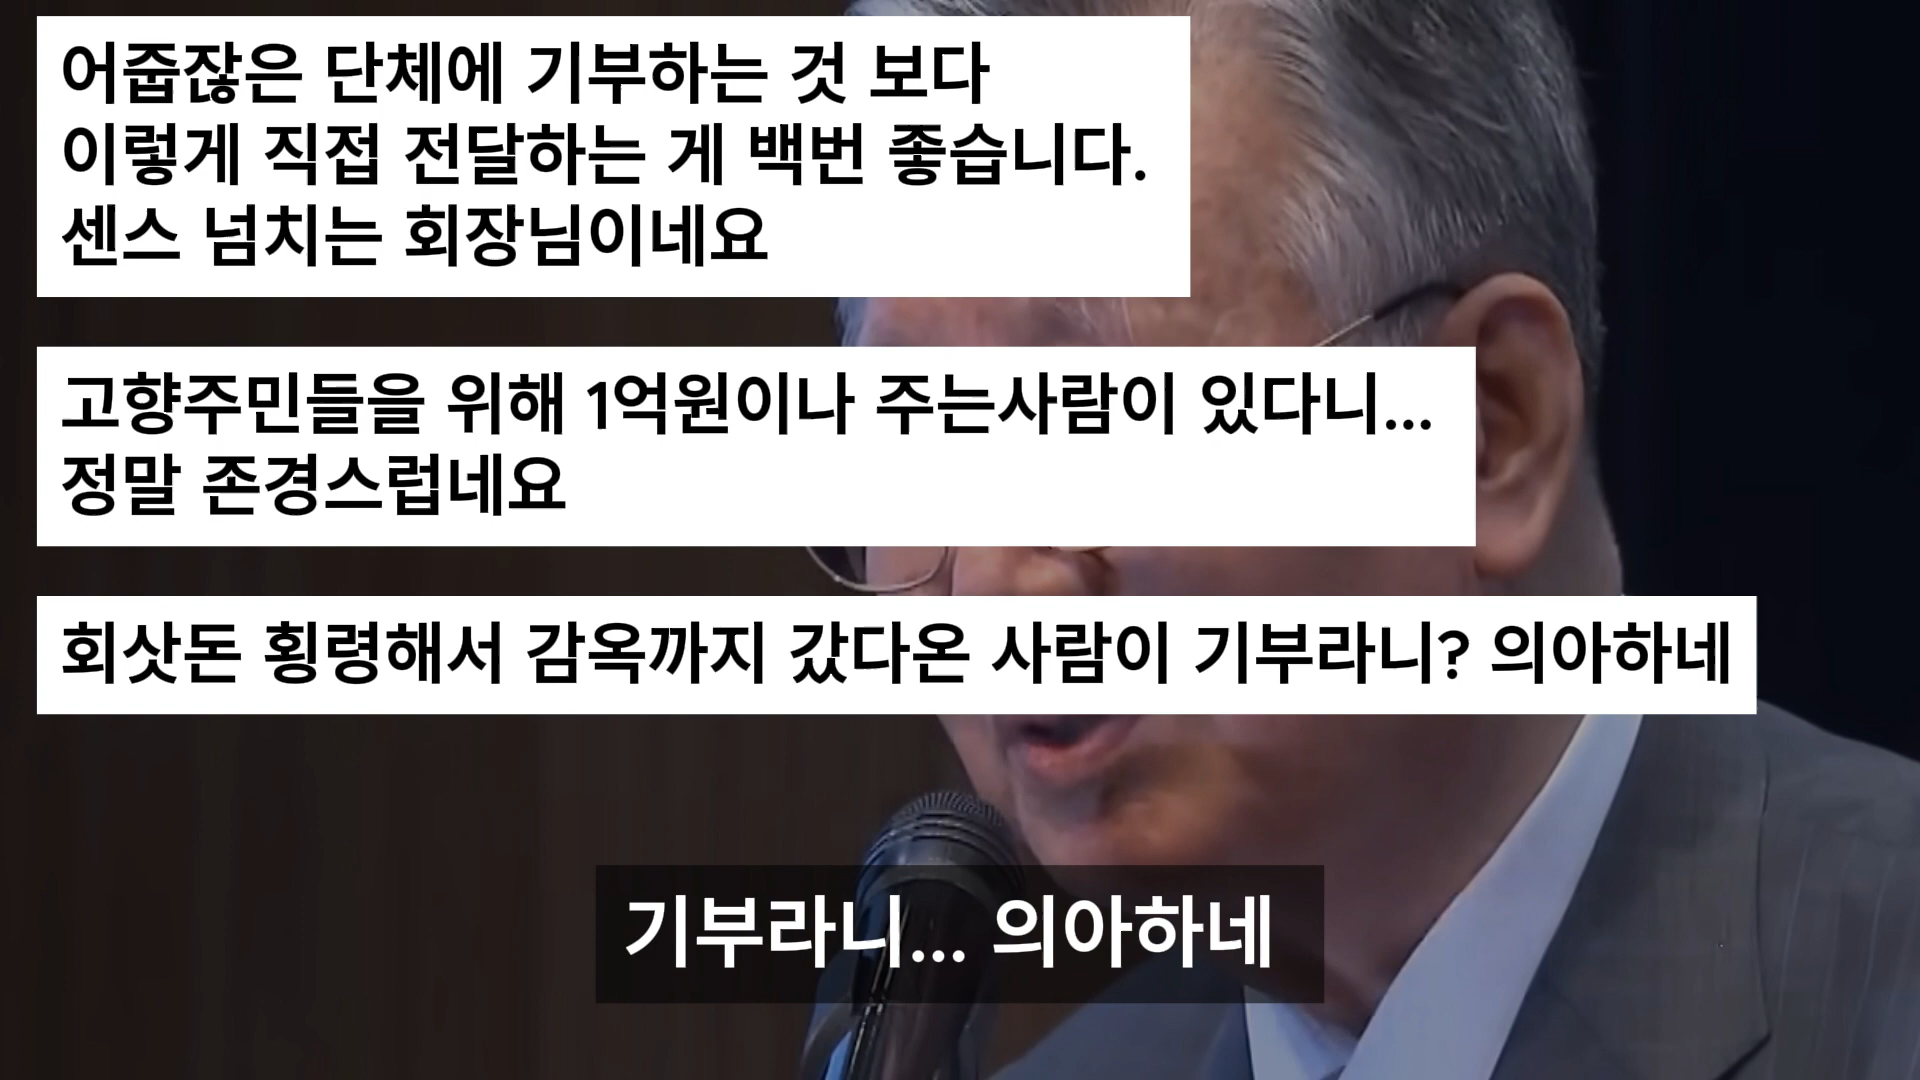 어줍잖은 단체에 기부하는 것 보다
이렇게 직접 전달하는 게 백번 좋습니다.
센스 넘치는 회장님이네요
고향주민들을 위해 1억원이나 주는사람이 있다니...
정말 존경스럽네요
회삿돈 횡령해서 감옥까지 갔다온 사람이 기부라니? 의아하네
기부라니... 의아하네